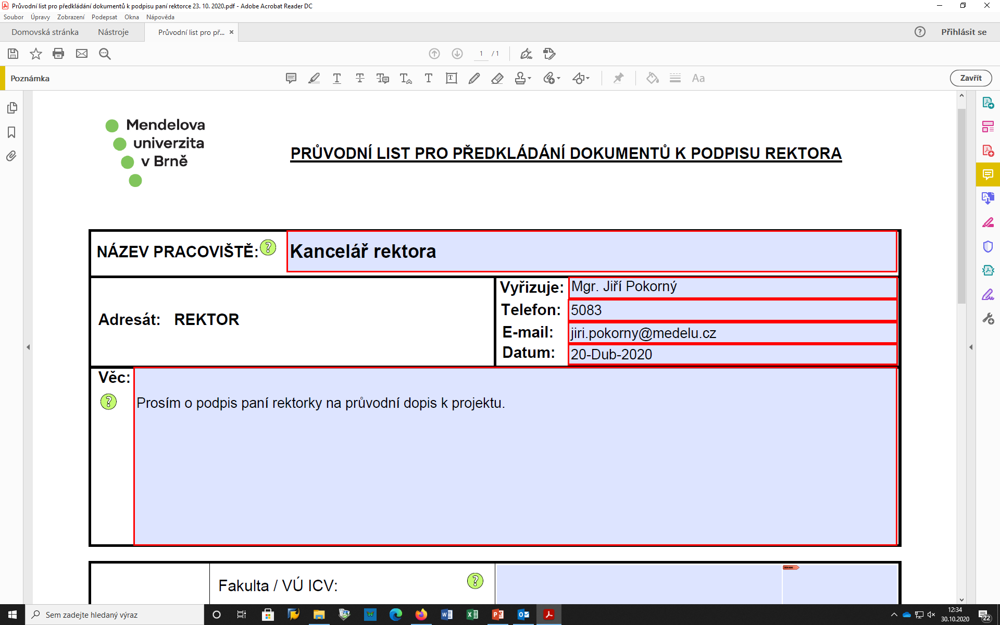 Průvodní list pro předkládání dokumentů k podpisu paní rektorce 23. 10. 2020.pdf - Adobe Acrobat Reader DC
Soubor Úpravy Zobrazení Podepsat Okna Nápověda
Domovská stránka Nástroje Průvodní list pro př... × Přihlásit se
1 / 1
Poznámka Aa Zavřít
Mendelova
univerzita
v Brně
PRŮVODNÍ LIST PRO PŘEDKLÁDÁNÍ DOKUMENTŮ K PODPISU REKTORA
NÁZEV PRACOVIŠTĚ: ? Kancelář rektora
Adresát: REKTOR
Vyřizuje: Mgr. Jiří Pokorný
Telefon: 5083
E-mail: jiri.pokorny@medelu.cz
Datum: 20-Dub-2020
Věc:
? Prosím o podpis paní rektorky na průvodní dopis k projektu.
Fakulta / VÚ ICV: ?
Sem zadejte hledaný výraz
12:34
30.10.2020
22